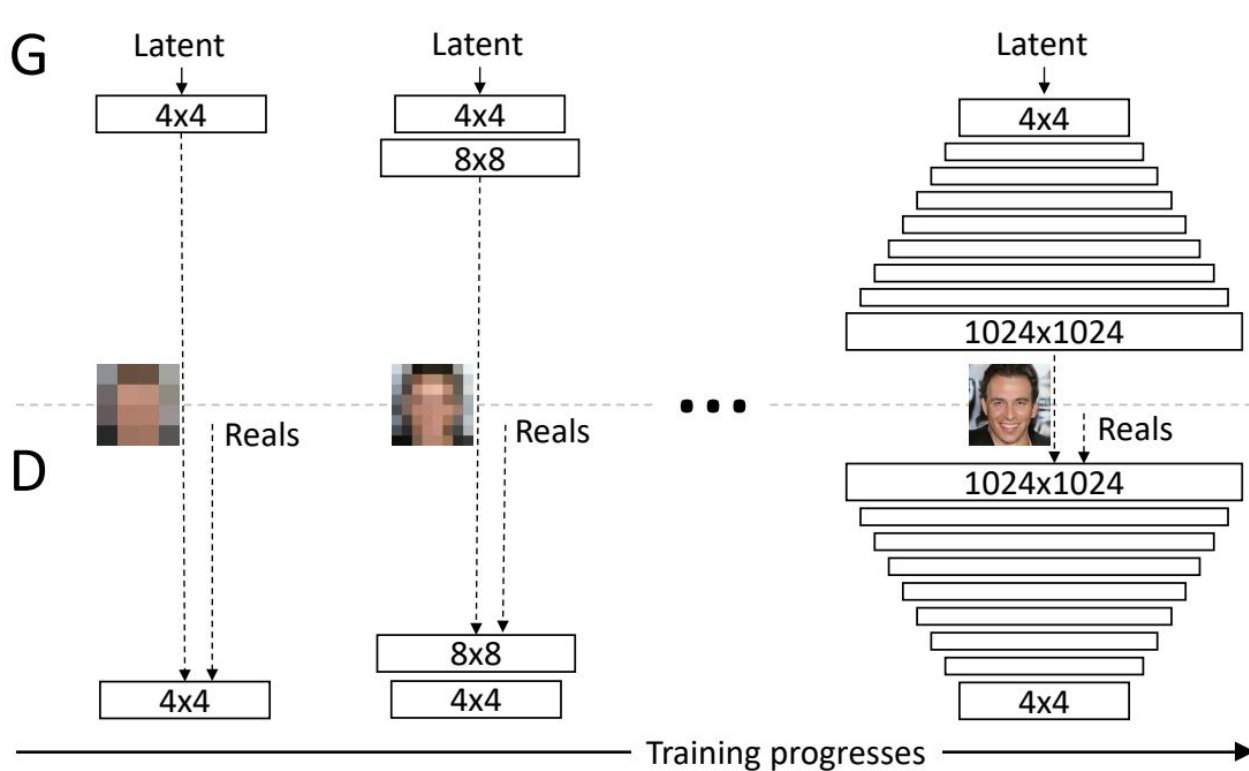 G
Latent
Latent
Latent
4x4
4x4
4x4
8x8
1024x1024
Reals
Reals
Reals
D
1024x1024
8x8
4x4
4x4
4x4
Training progresses